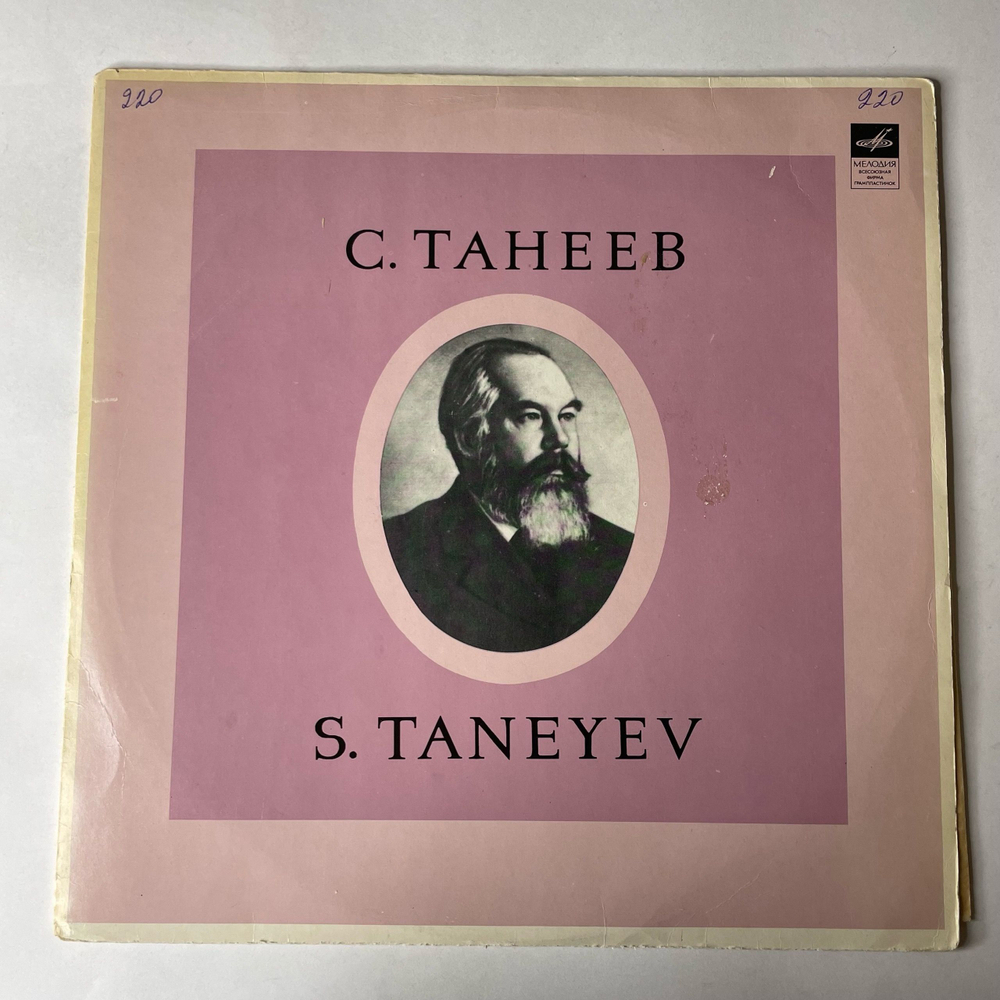 220
220
МЕЛОДИЯ
ВСЕСОЮЗНАЯ
ФИРМА
ГРАМПЛАСТИНОК
С. ТАНЕЕВ
S. TANEYEV